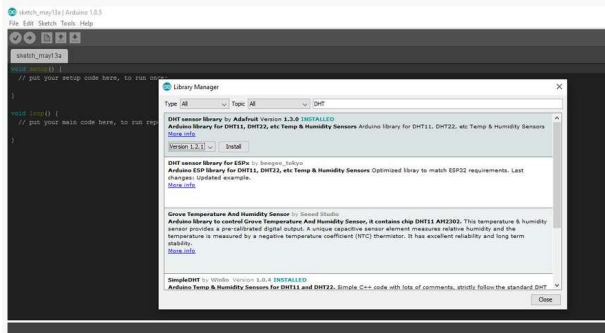 sketch_may13a | Arduino 1.8.5
File Edit Sketch Tools Help
sketch_may13a
void setup() {
// put your setup code here, to run once:
}
void loop() {
// put your main code here, to run rep
}
Library Manager
Type All Topic All DHT
DHT sensor library by Adafruit Version 1.3.0 INSTALLED
Arduino library for DHT11, DHT22, etc Temp & Humidity Sensors Arduino library for DHT11, DHT22, etc Temp & Humidity Sensors
More info
Version 1.2.1 Install
DHT sensor library for ESPx by beegee_tokyo
Arduino ESP library for DHT11, DHT22, etc Temp & Humidity Sensors Optimized libray to match ESP32 requirements. Last
changes: Updated example.
More info
Grove Temperature And Humidity Sensor by Seeed Studio
Arduino library to control Grove Temperature And Humidity Sensor, it contains chip DHT11 AM2302. This temperature & humidity
sensor provides a pre-calibrated digital output. A unique capacitive sensor element measures relative humidity and the
temperature is measured by a negative temperature coefficient (NTC) thermistor. It has excellent reliability and long term
stability.
More info
SimpleDHT by Winlin Version 1.0.4 INSTALLED
Arduino Temp & Humidity Sensors for DHT11 and DHT22. Simple C++ code with lots of comments, strictly follow the standard DHT
Close